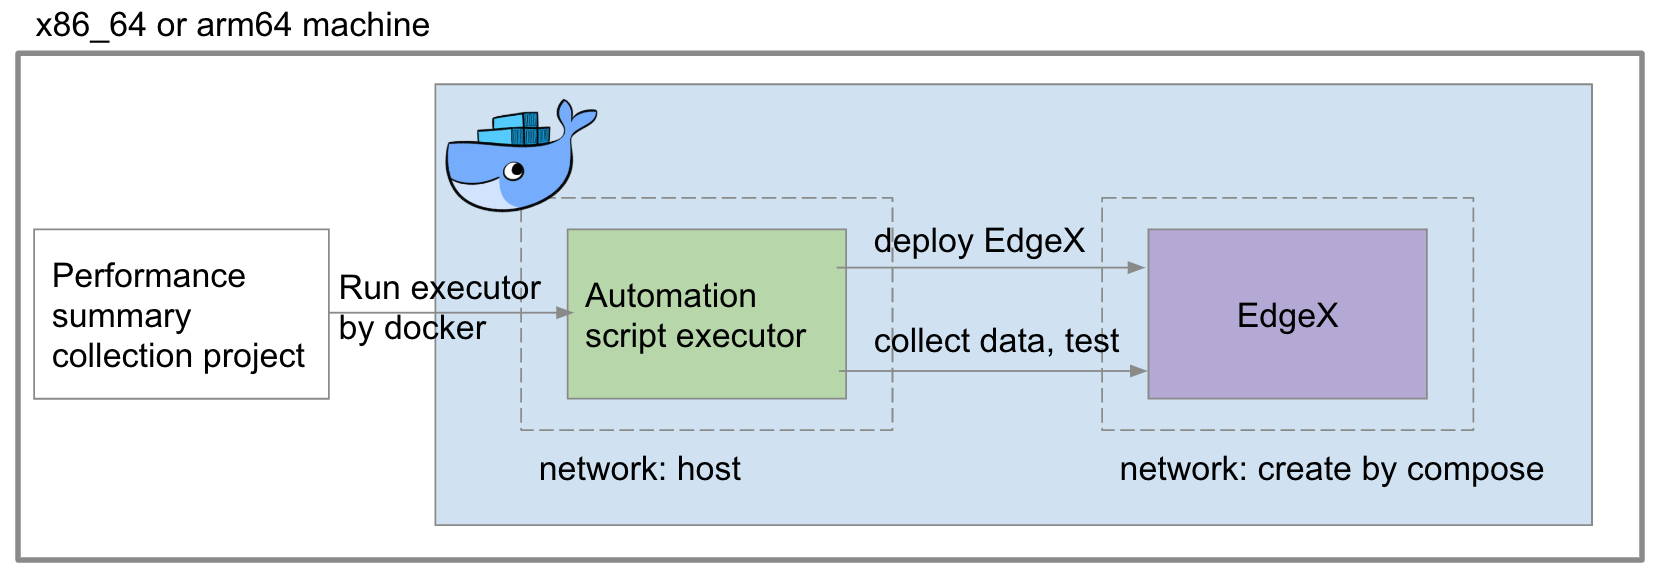 x86_64 or arm64 machine
Performance
summary
collection project
Run executor
by docker
Automation
script executor
deploy EdgeX
collect data, test
EdgeX
network: host
network: create by compose